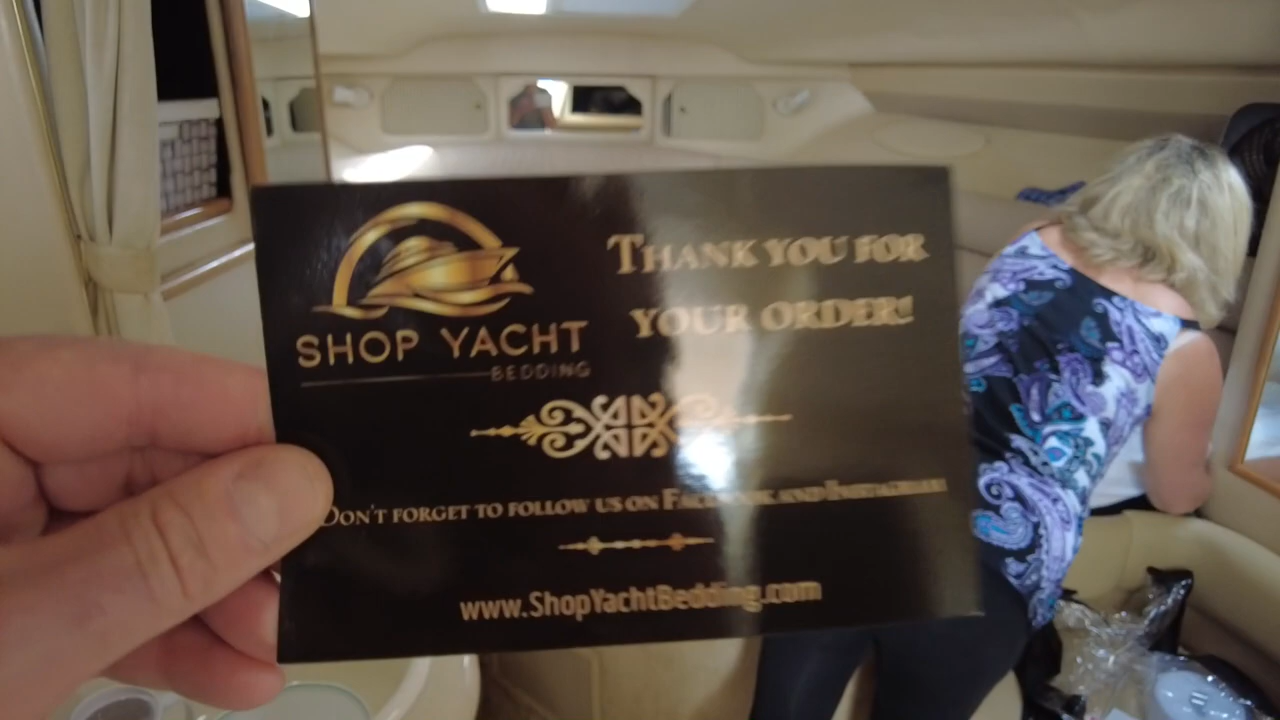 SHOP YACHT
BEDDING
THANK YOU FOR
YOUR ORDER!
DON'T FORGET TO FOLLOW US ON FACEBOOK AND INSTAGRAM
www.ShopYachtBedding.com